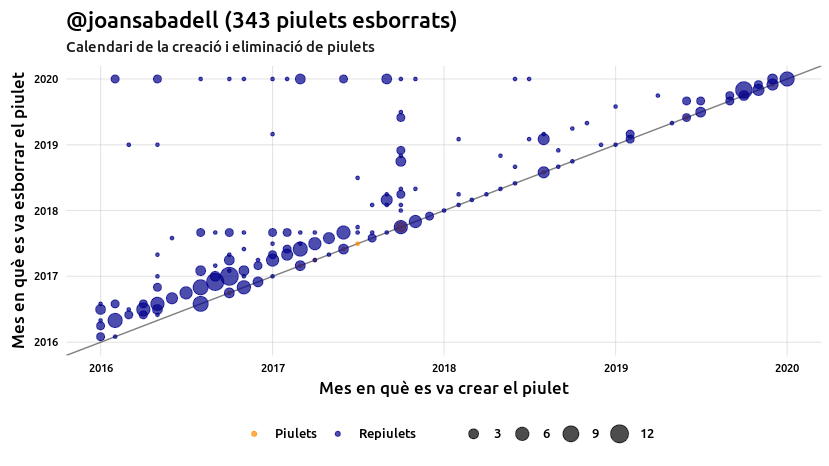 @joansabadell (343 piulets esborrats)
Calendari de la creació i eliminació de piulets
Mes en què es va esborrar el piulet
2020
2019
2018
2017
2016
2016 2017 2018 2019 2020
Mes en què es va crear el piulet
Piulets Repiulets 3 6 9 12